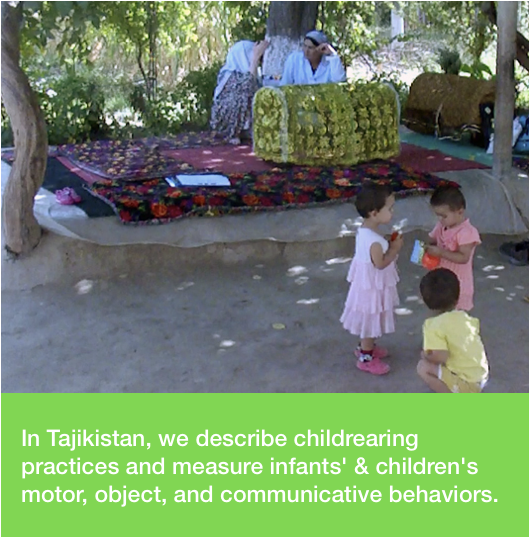 In Tajikistan, we describe childrearing
practices and measure infants' & children's
motor, object, and communicative behaviors.